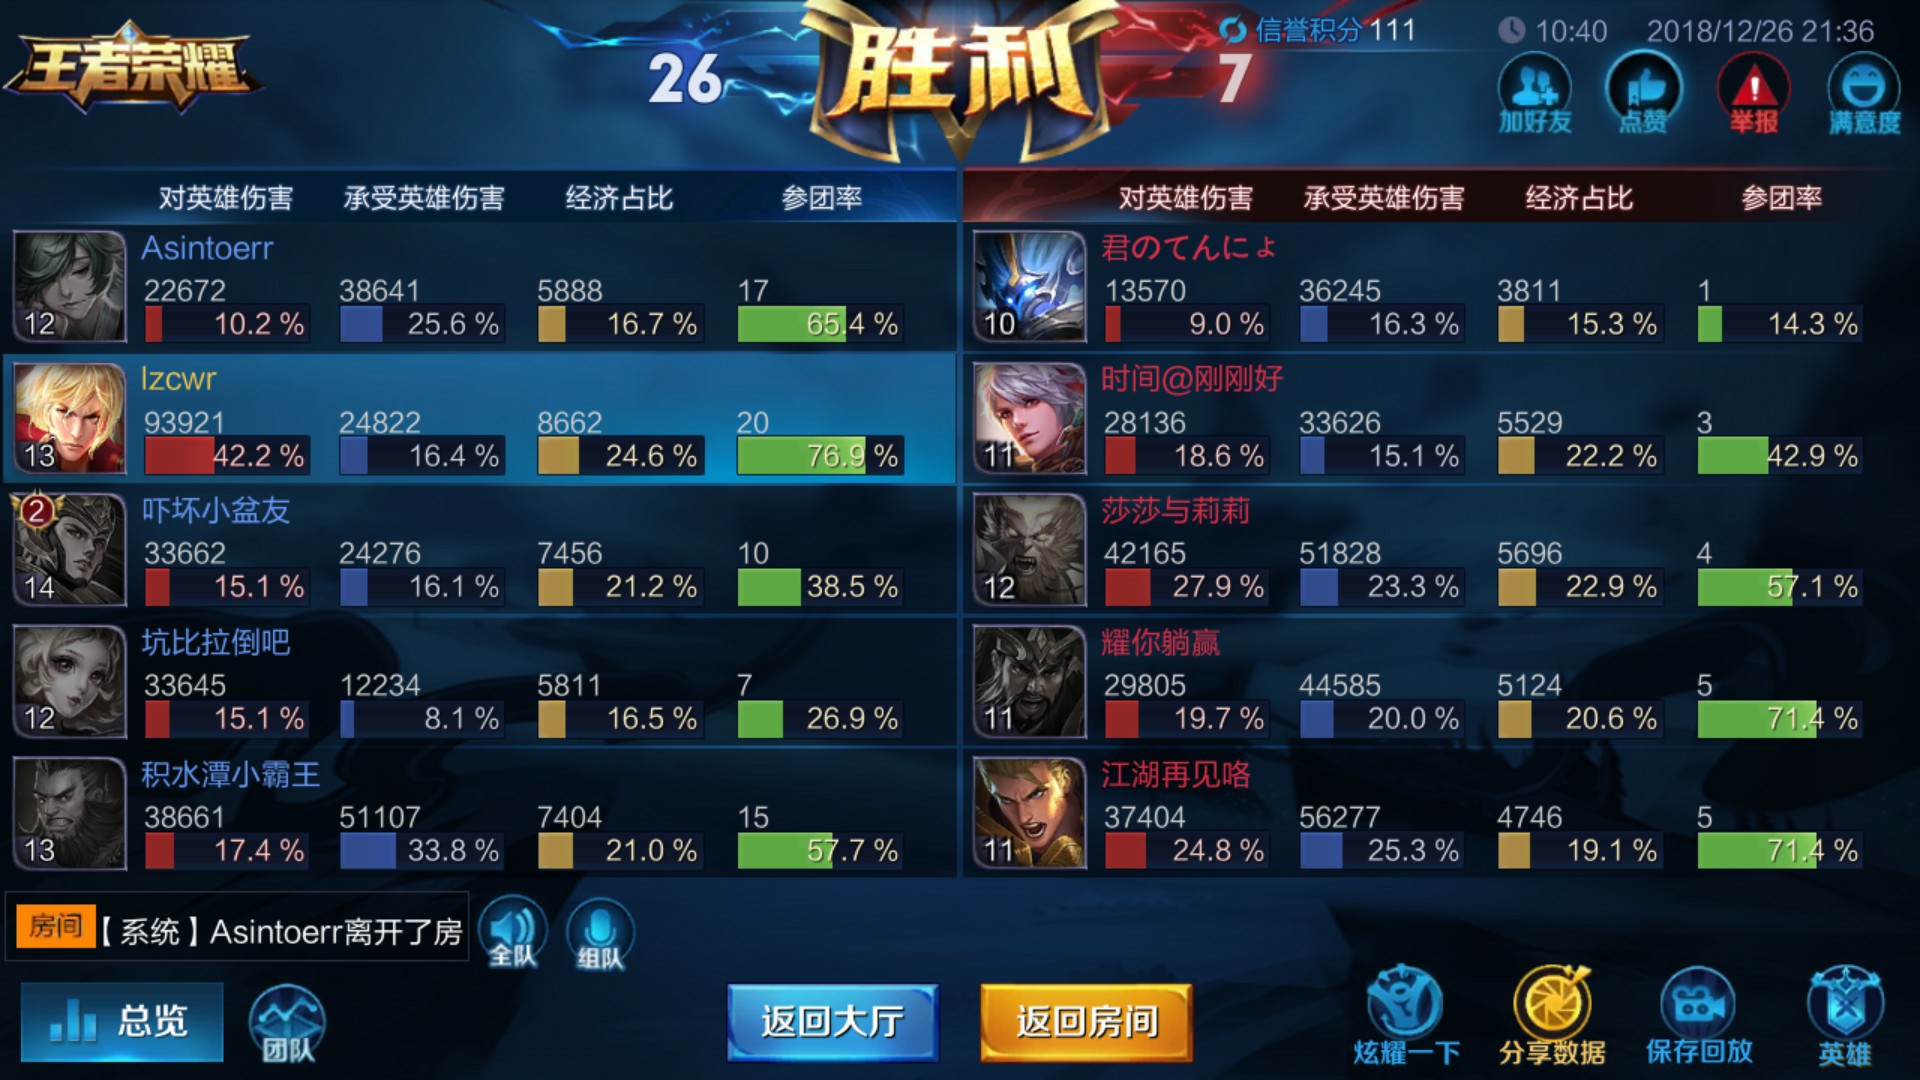 王者荣耀
26
胜利
7
信誉积分 111
10:40
2018/12/26 21:36
加好友
点赞
举报
满意度
对英雄伤害 承受英雄伤害 经济占比 参团率
对英雄伤害 承受英雄伤害 经济占比 参团率
Asintoerr
22672 38641 5888 17
12 10.2 % 25.6 % 16.7 % 65.4 %
君のてんにょ
13570 36245 3811 1
10 9.0 % 16.3 % 15.3 % 14.3 %
lzcwr
93921 24822 8662 20
13 42.2 % 16.4 % 24.6 % 76.9 %
时间@刚刚好
28136 33626 5529 3
11 18.6 % 15.1 % 22.2 % 42.9 %
2
吓坏小盆友
33662 24276 7456 10
14 15.1 % 16.1 % 21.2 % 38.5 %
莎莎与莉莉
42165 51828 5696 4
12 27.9 % 23.3 % 22.9 % 57.1 %
坑比拉倒吧
33645 12234 5811 7
12 15.1 % 8.1 % 16.5 % 26.9 %
耀你躺赢
29805 44585 5124 5
11 19.7 % 20.0 % 20.6 % 71.4 %
积水潭小霸王
38661 51107 7404 15
13 17.4 % 33.8 % 21.0 % 57.7 %
江湖再见咯
37404 56277 4746 5
11 24.8 % 25.3 % 19.1 % 71.4 %
房间 【系统】Asintoerr离开了房
全队
组队
总览
团队
返回大厅
返回房间
炫耀一下
分享数据
保存回放
英雄